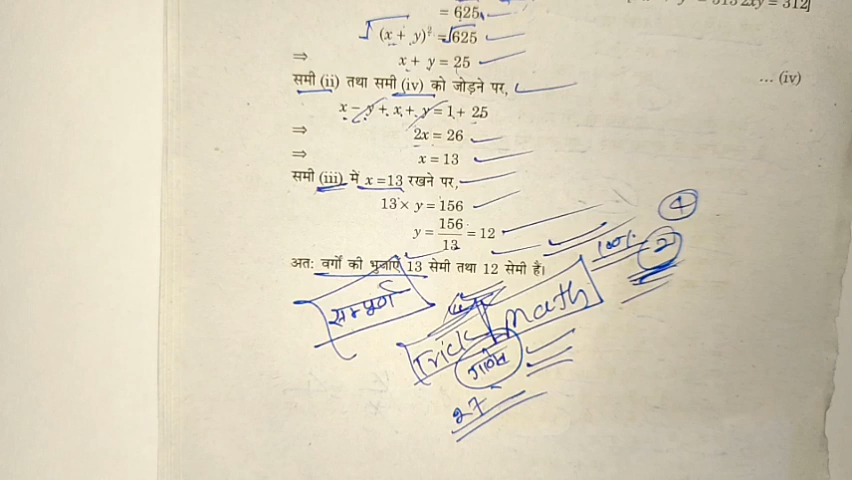 = 625
(x + y)² = √625
⇒ x + y = 25 ... (iv)
समी (ii) तथा समी (iv) को जोड़ने पर,
x − y + x + y = 1 + 25
⇒ 2x = 26
⇒ x = 13
समी (iii) में x =13 रखने पर,
13 × y = 156
y = 156/13 = 12
अतः वर्गों की भुजाएँ 13 सेमी तथा 12 सेमी हैं।
4
100%
2
सम्पूर्ण
Trick Math
गणित
27